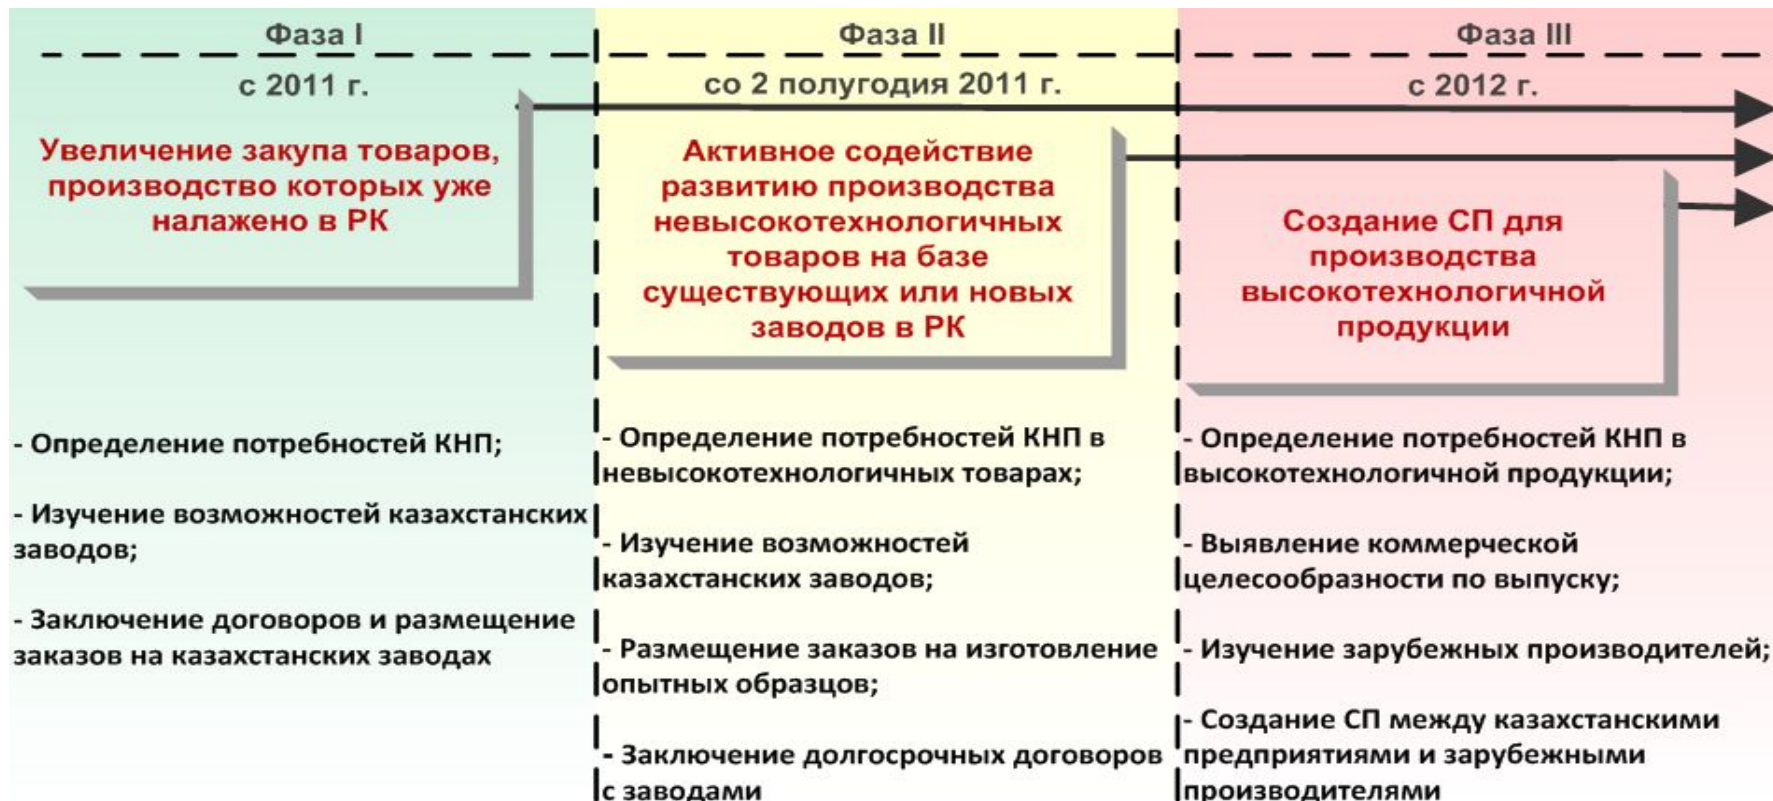 Фаза I
с 2011 г.
Увеличение закупа товаров,
производство которых уже
налажено в РК
- Определение потребностей КНП;
- Изучение возможностей казахстанских
заводов;
- Заключение договоров и размещение
заказов на казахстанских заводах
Фаза II
со 2 полугодия 2011 г.
Активное содействие
развитию производства
невысокотехнологичных
товаров на базе
существующих или новых
заводов в РК
- Определение потребностей КНП в
невысокотехнологичных товарах;
- Изучение возможностей
казахстанских заводов;
- Размещение заказов на изготовление
опытных образцов;
- Заключение долгосрочных договоров
с заводами
Фаза III
с 2012 г.
Создание СП для
производства
высокотехнологичной
продукции
- Определение потребностей КНП в
высокотехнологичной продукции;
- Выявление коммерческой
целесообразности по выпуску;
- Изучение зарубежных производителей;
- Создание СП между казахстанскими
предприятиями и зарубежными
производителями